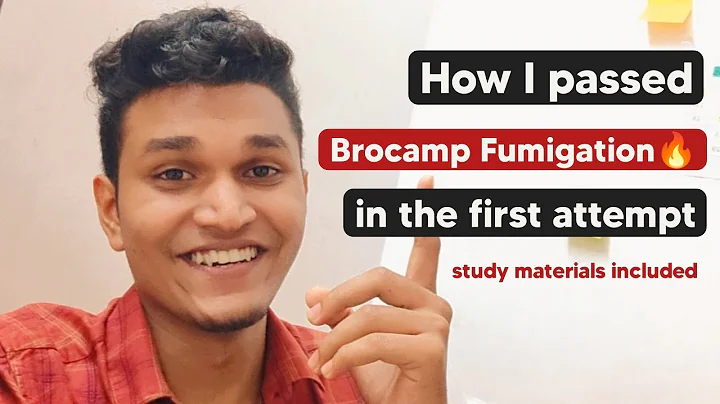 How I passed
Brocamp Fumigation🔥
in the first attempt
study materials included